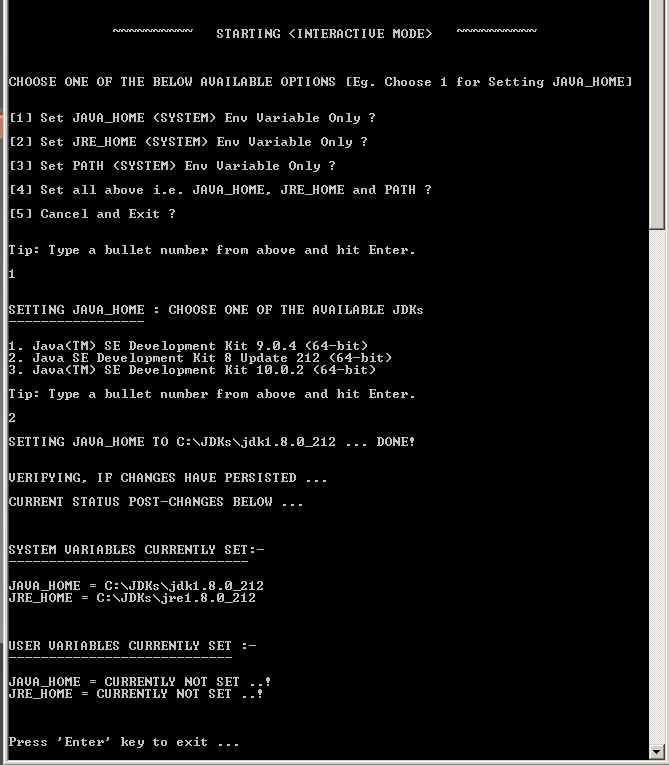 ~~~~~~~~~~ STARTING <INTERACTIVE MODE> ~~~~~~~~~~
CHOOSE ONE OF THE BELOW AVAILABLE OPTIONS [Eg. Choose 1 for Setting JAVA_HOME]
[1] Set JAVA_HOME (SYSTEM) Env Variable Only ?
[2] Set JRE_HOME (SYSTEM) Env Variable Only ?
[3] Set PATH (SYSTEM) Env Variable Only ?
[4] Set all above i.e. JAVA_HOME, JRE_HOME and PATH ?
[5] Cancel and Exit ?
Tip: Type a bullet number from above and hit Enter.
1
SETTING JAVA_HOME : CHOOSE ONE OF THE AVAILABLE JDKs
-----------------
1. Java(TM) SE Development Kit 9.0.4 (64-bit)
2. Java SE Development Kit 8 Update 212 (64-bit)
3. Java(TM) SE Development Kit 10.0.2 (64-bit)
Tip: Type a bullet number from above and hit Enter.
2
SETTING JAVA_HOME TO C:\JDKs\jdk1.8.0_212 ... DONE!
VERIFYING, IF CHANGES HAVE PERSISTED ...
CURRENT STATUS POST-CHANGES BELOW ...
SYSTEM VARIABLES CURRENTLY SET:-
------------------------------
JAVA_HOME = C:\JDKs\jdk1.8.0_212
JRE_HOME = C:\JDKs\jre1.8.0_212
USER VARIABLES CURRENTLY SET :-
----------------------------
JAVA_HOME = CURRENTLY NOT SET ..!
JRE_HOME = CURRENTLY NOT SET ..!
Press 'Enter' key to exit ...